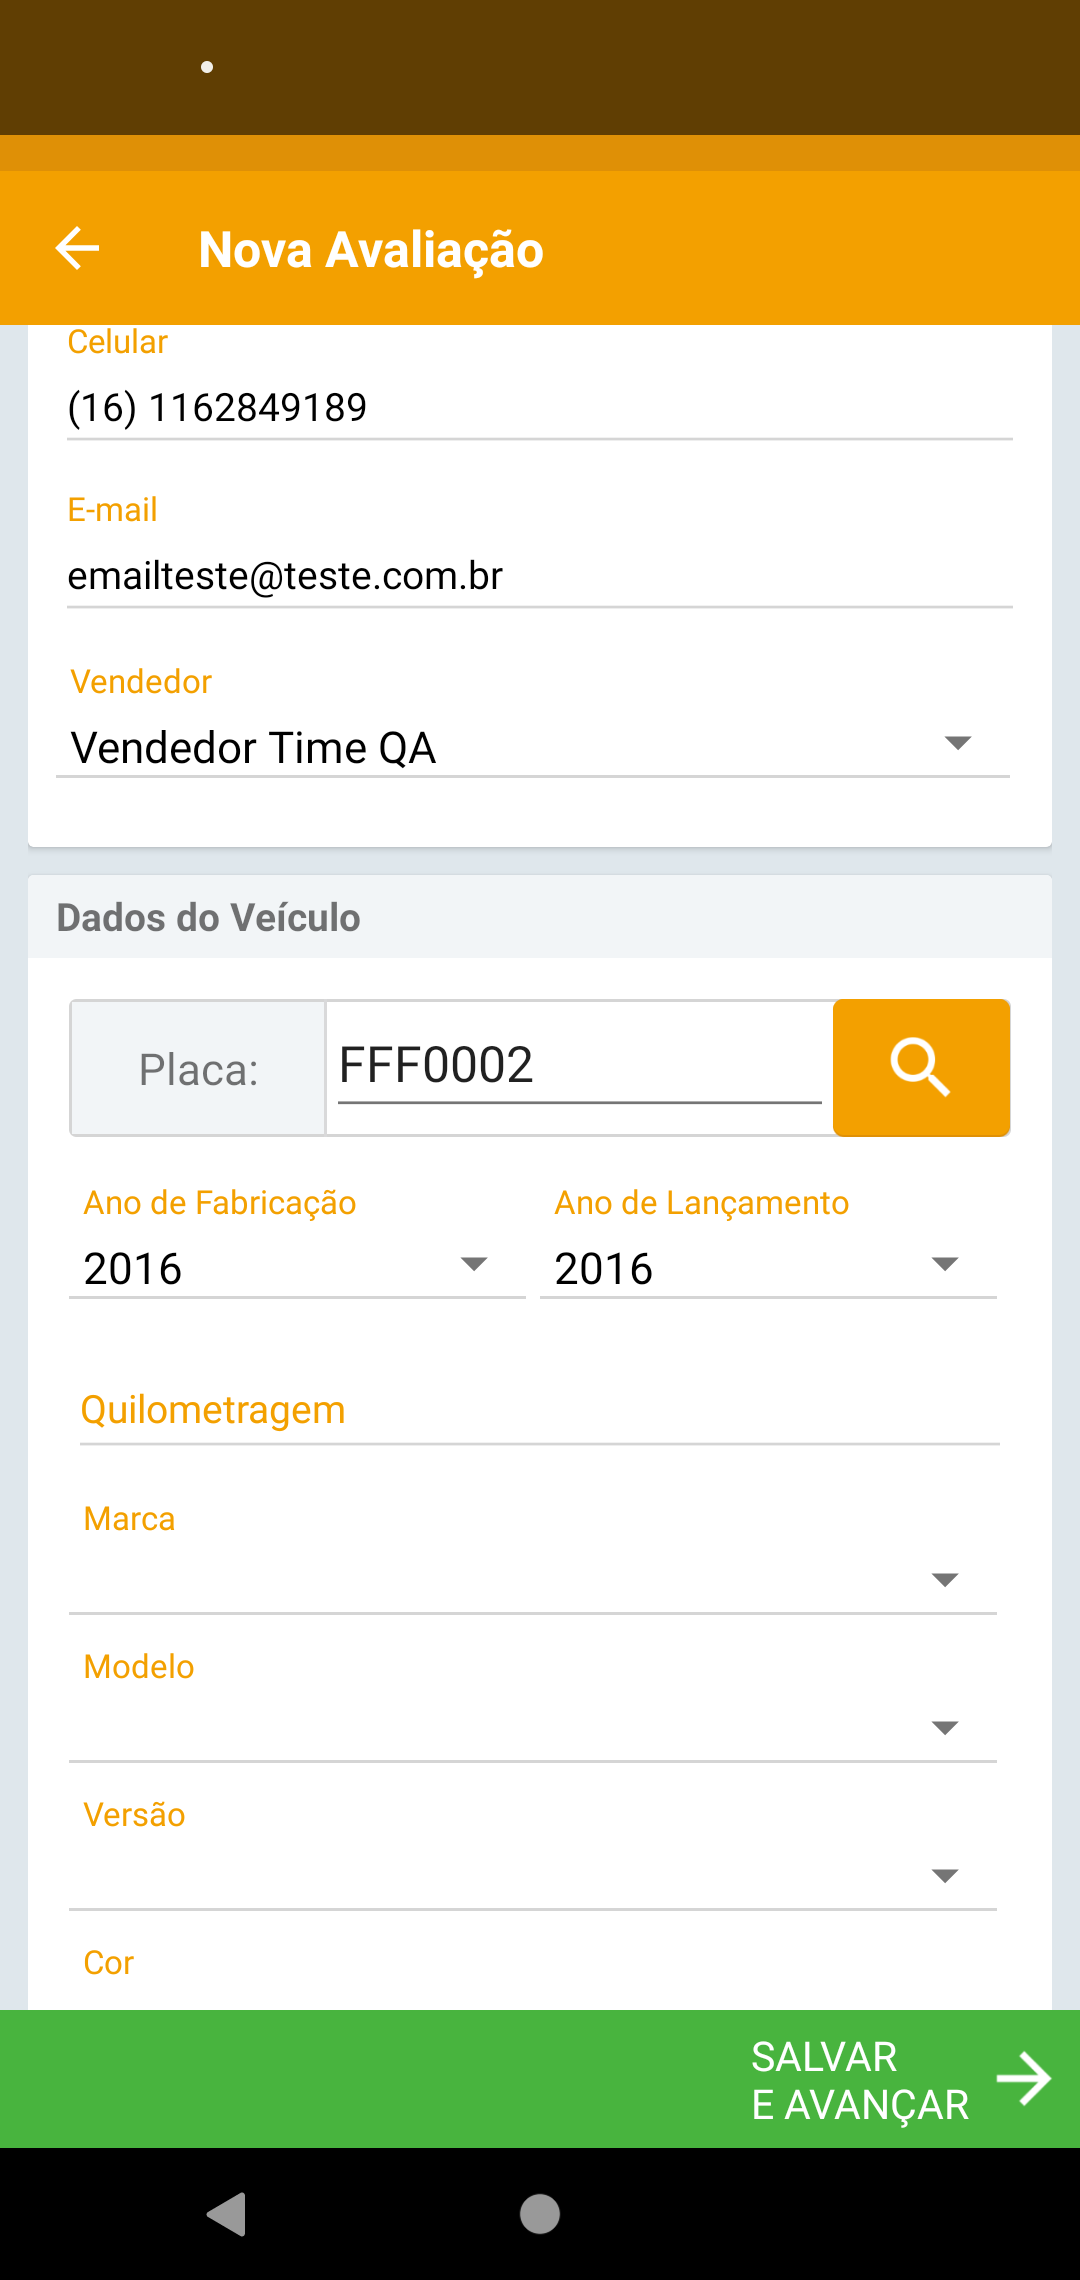 Nova Avaliação
Celular
(16) 1162849189
E-mail
emailteste@teste.com.br
Vendedor
Vendedor Time QA
Dados do Veículo
Placa: FFF0002
Ano de Fabricação Ano de Lançamento
2016 2016
Quilometragem
Marca
Modelo
Versão
Cor
SALVAR
E AVANÇAR